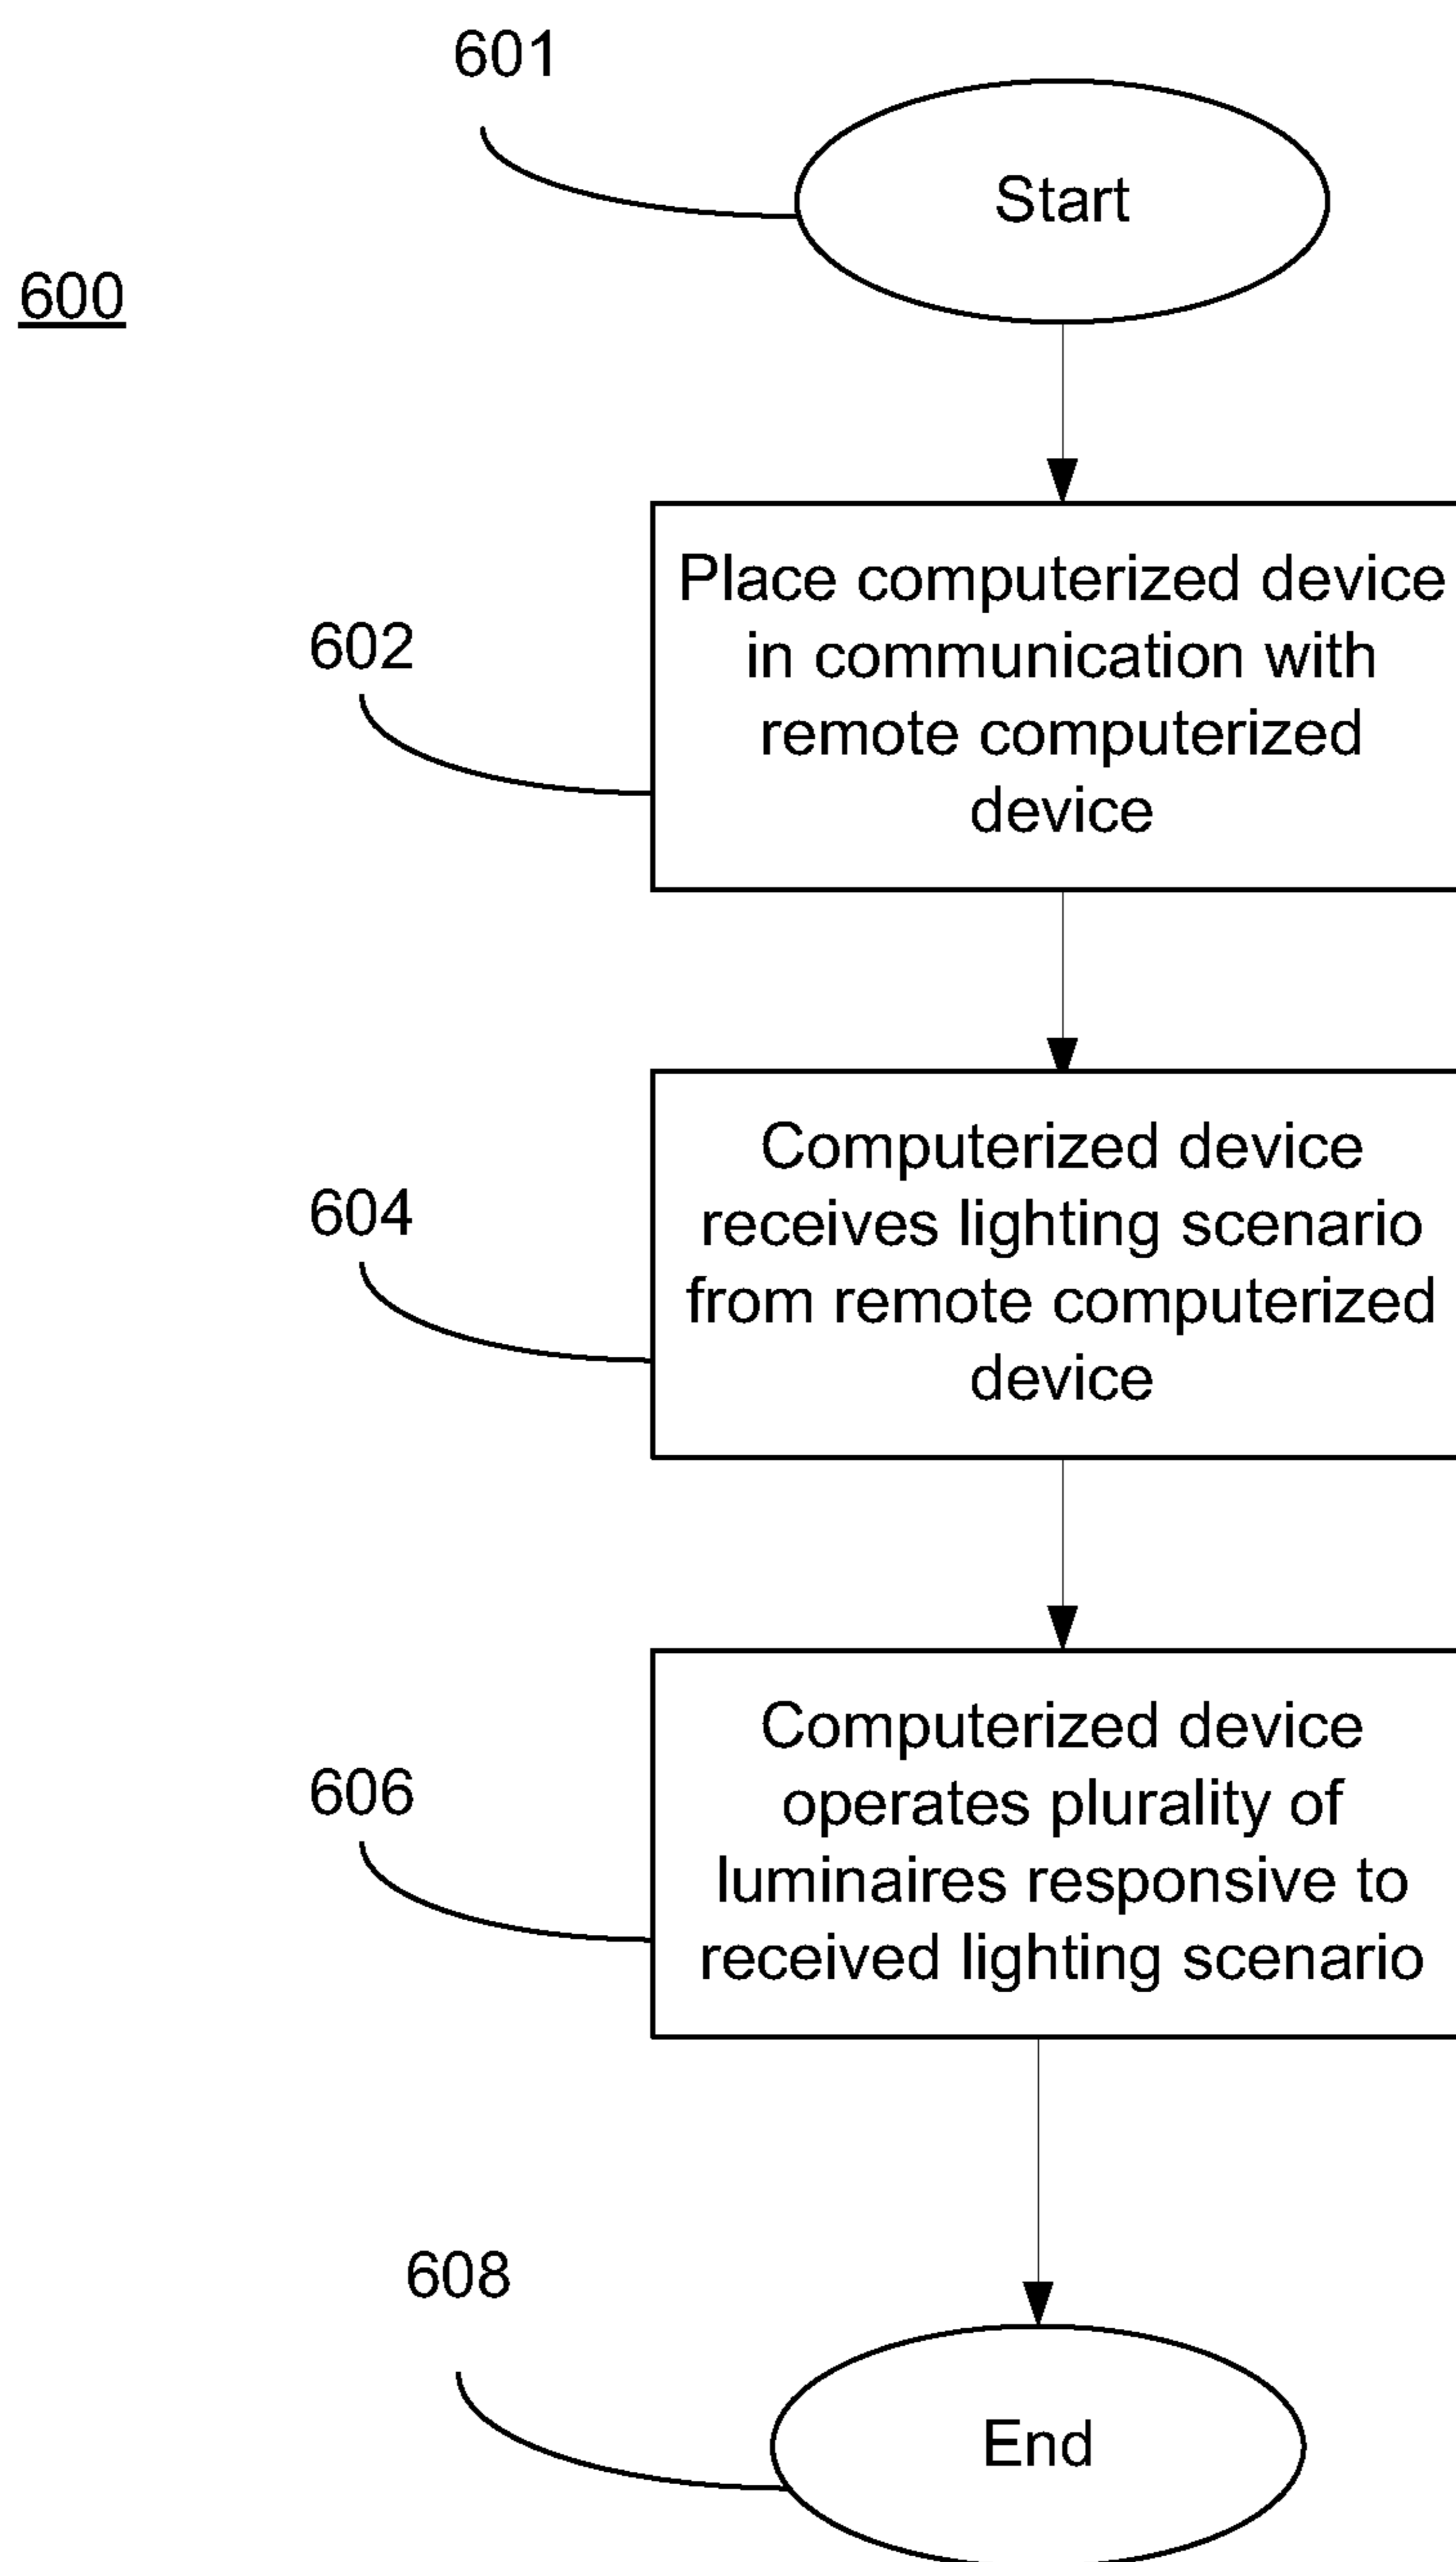 601
Start
600
Place computerized device
in communication with
remote computerized
device
602
Computerized device
receives lighting scenario
from remote computerized
device
604
Computerized device
operates plurality of
luminaires responsive to
received lighting scenario
606
608
End